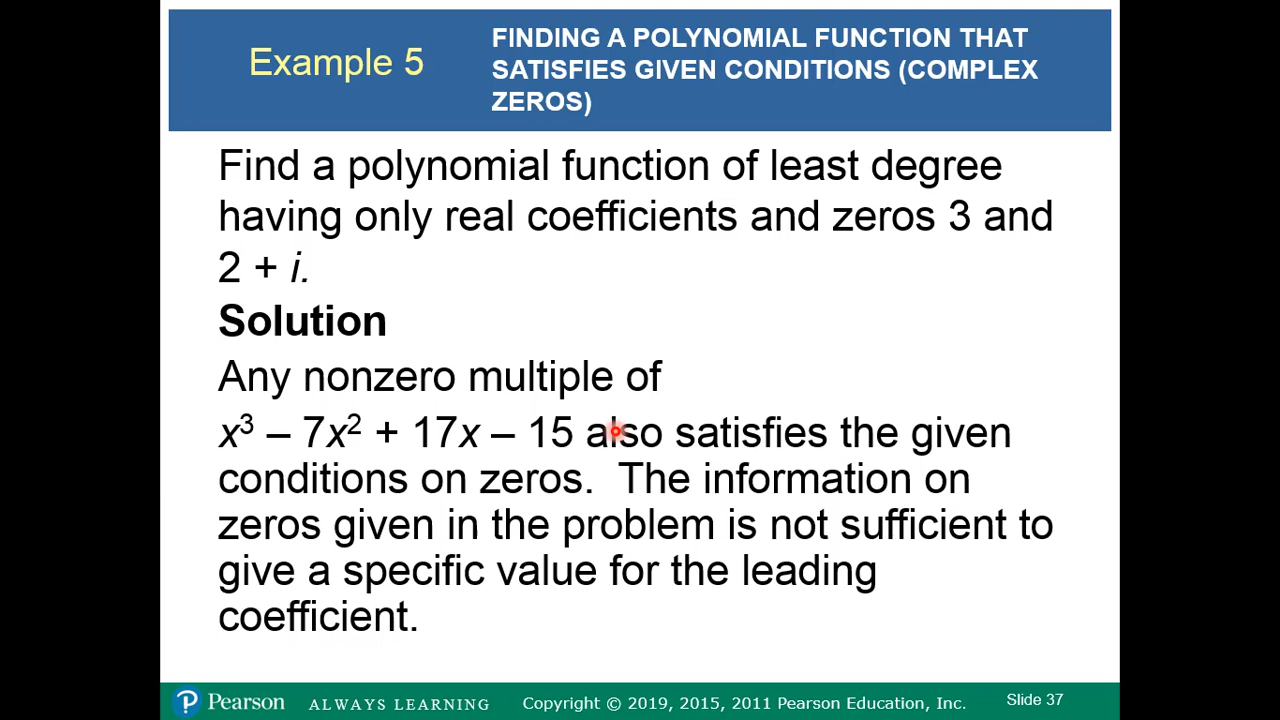 Example 5
FINDING A POLYNOMIAL FUNCTION THAT
SATISFIES GIVEN CONDITIONS (COMPLEX
ZEROS)
Find a polynomial function of least degree
having only real coefficients and zeros 3 and
2 + i.
Solution
Any nonzero multiple of
x³ – 7x² + 17x – 15 also satisfies the given
conditions on zeros.  The information on
zeros given in the problem is not sufficient to
give a specific value for the leading
coefficient.
Pearson
ALWAYS LEARNING
Copyright © 2019, 2015, 2011 Pearson Education, Inc.
Slide 37